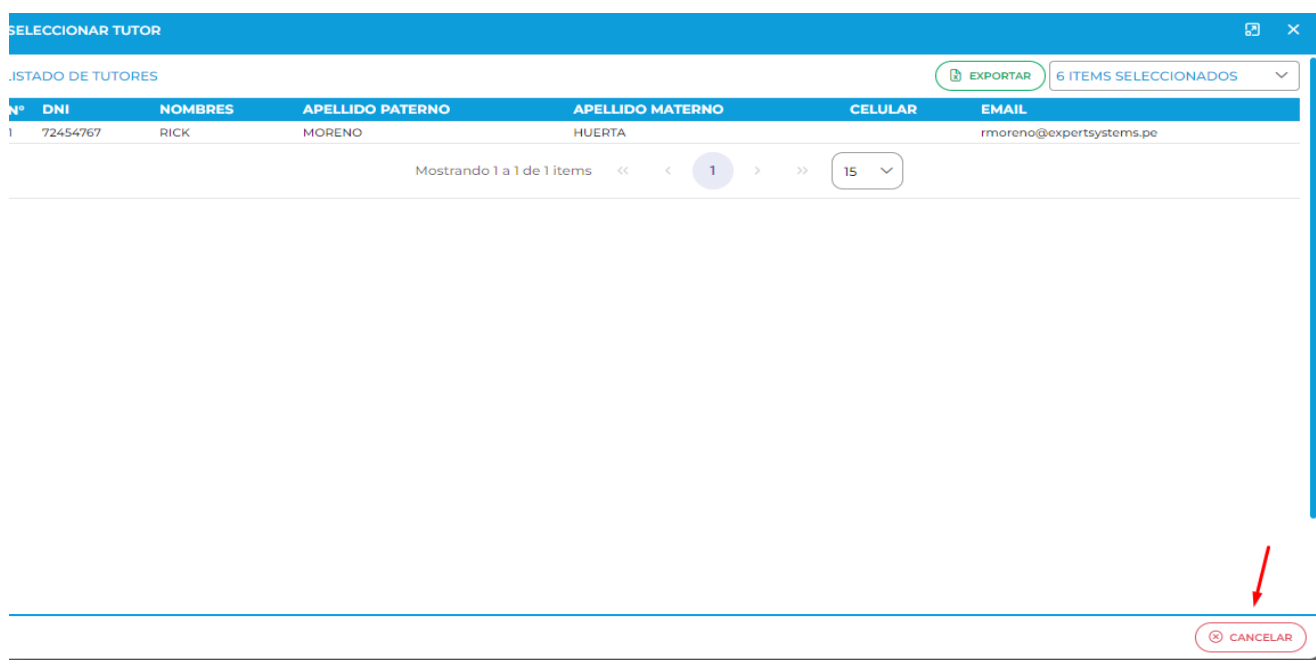 SELECCIONAR TUTOR
LISTADO DE TUTORES EXPORTAR 6 ITEMS SELECCIONADOS
N° DNI NOMBRES APELLIDO PATERNO APELLIDO MATERNO CELULAR EMAIL
1 72454767 RICK MORENO HUERTA rmoreno@expertsystems.pe
Mostrando 1 a 1 de 1 items << < 1 > >> 15
CANCELAR